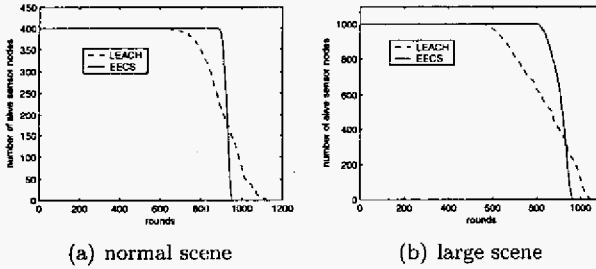 number of alive sensor nodes
400
350
300
250
200
150
100
50
0
LEACH
EECS
0 200 400 600 800 1000 1200
rounds
(a) normal scene
number of alive sensor nodes
1000
800
600
400
200
0
LEACH
EECS
0 200 400 600 800 1000
rounds
(b) large scene